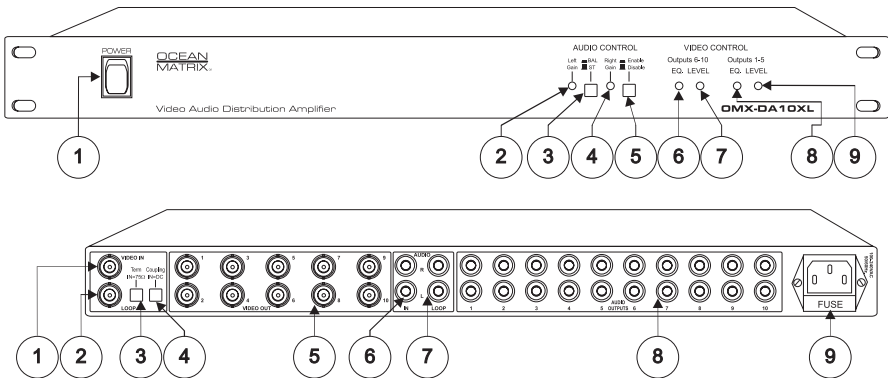 POWER
OCEAN
MATRIX®
Video Audio Distribution Amplifier
AUDIO CONTROL
Left
Gain
BAL
ST
Right
Gain
Enable
Disable
VIDEO CONTROL
Outputs 6-10
EQ. LEVEL
Outputs 1-5
EQ. LEVEL
OMX-DA10XL
1
2
3
4
5
6
7
8
9
VIDEO IN
Term
IN=75Ω
Coupling
IN=DC
LOOP
1 3 5 7 9
2 4 6 8 10
VIDEO OUT
AUDIO
R
L
IN LOOP
AUDIO
OUTPUTS
1 2 3 4 5 6 7 8 9 10
FUSE
1
2
3
4
5
6
7
8
9